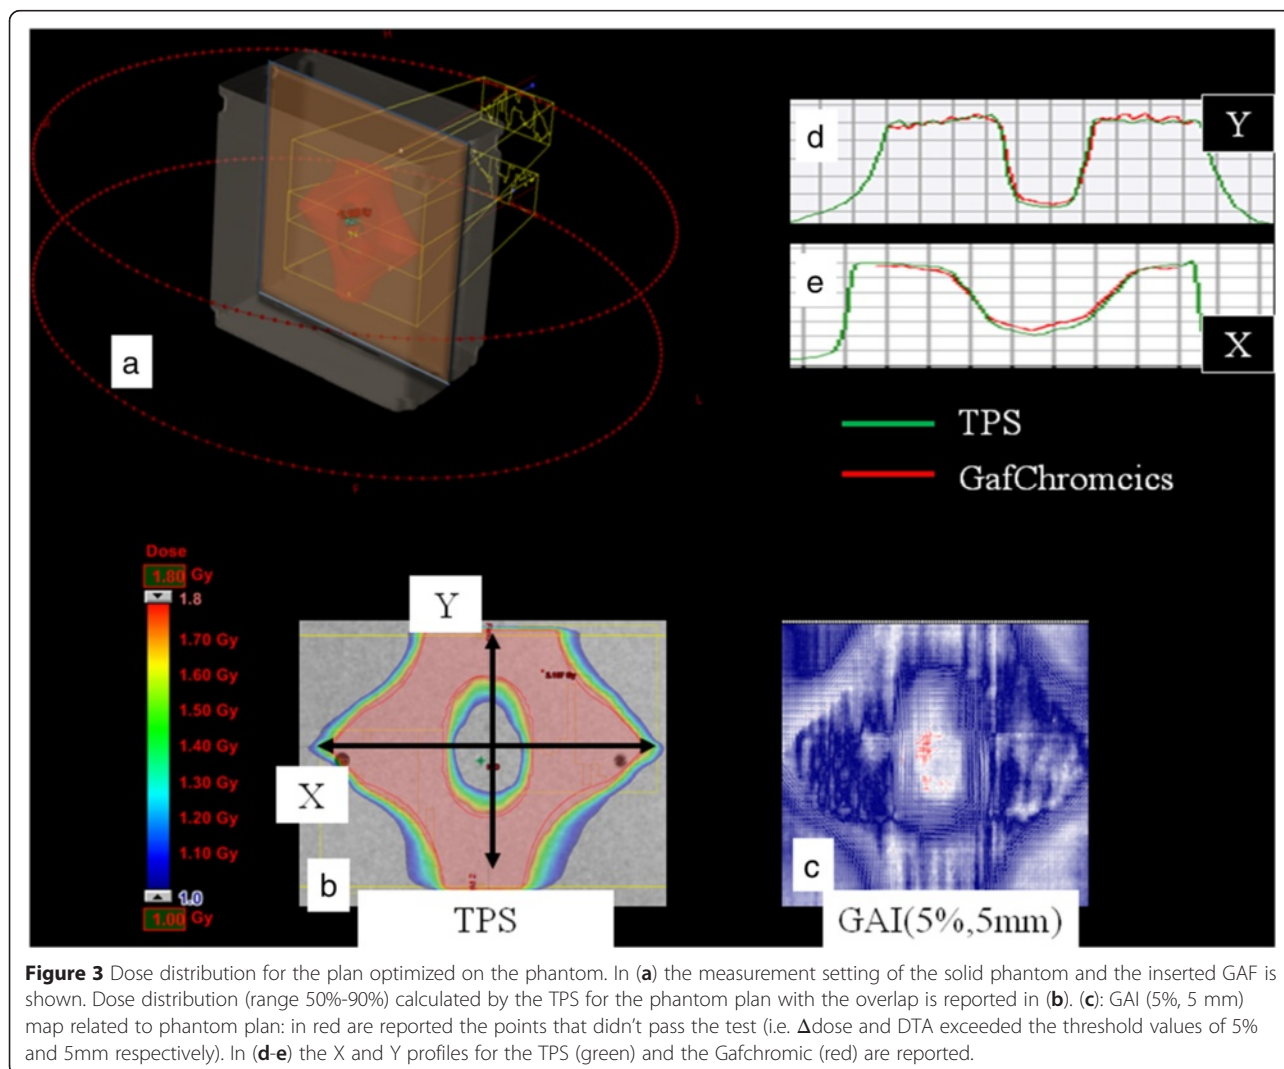 H
a
L
F
d
Y
e
X
TPS
GafChromcics
Dose
1.80 Gy
1.8
1.70 Gy
1.60 Gy
1.50 Gy
1.40 Gy
1.30 Gy
1.20 Gy
1.10 Gy
1.0
1.00 Gy
Y
X
b
TPS
c
GAI(5%,5mm)
Figure 3 Dose distribution for the plan optimized on the phantom. In (a) the measurement setting of the solid phantom and the inserted GAF is
shown. Dose distribution (range 50%-90%) calculated by the TPS for the phantom plan with the overlap is reported in (b). (c): GAI (5%, 5 mm)
map related to phantom plan: in red are reported the points that didn't pass the test (i.e. Δdose and DTA exceeded the threshold values of 5%
and 5mm respectively). In (d-e) the X and Y profiles for the TPS (green) and the Gafchromic (red) are reported.